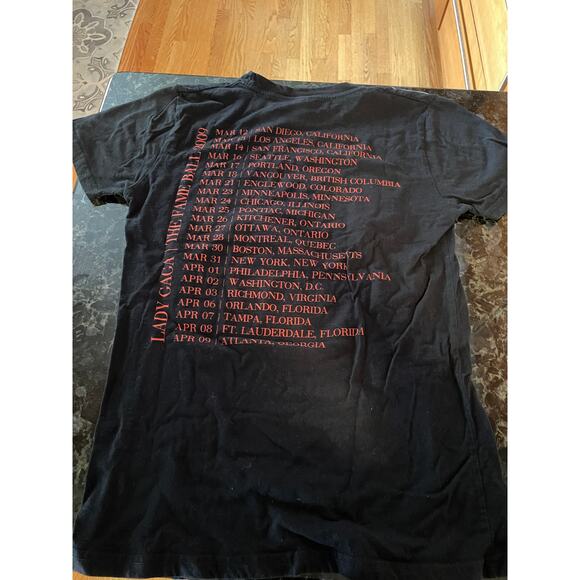 LADY GAGA | THE FAME BALL 2009
MAR 12 | SAN DIEGO, CALIFORNIA
MAR 13 | LOS ANGELES, CALIFORNIA
MAR 14 | SAN FRANCISCO, CALIFORNIA
MAR 16 | SEATTLE, WASHINGTON
MAR 17 | PORTLAND, OREGON
MAR 18 | VANCOUVER, BRITISH COLUMBIA
MAR 21 | ENGLEWOOD, COLORADO
MAR 23 | MINNEAPOLIS, MINNESOTA
MAR 24 | CHICAGO, ILLINOIS
MAR 25 | PONTIAC, MICHIGAN
MAR 26 | KITCHENER, ONTARIO
MAR 27 | OTTAWA, ONTARIO
MAR 28 | MONTREAL, QUEBEC
MAR 30 | BOSTON, MASSACHUSETTS
MAR 31 | NEW YORK, NEW YORK
APR 01 | PHILADELPHIA, PENNSYLVANIA
APR 02 | WASHINGTON, D.C.
APR 03 | RICHMOND, VIRGINIA
APR 06 | ORLANDO, FLORIDA
APR 07 | TAMPA, FLORIDA
APR 08 | FT. LAUDERDALE, FLORIDA
APR 09 | ATLANTA, GEORGIA